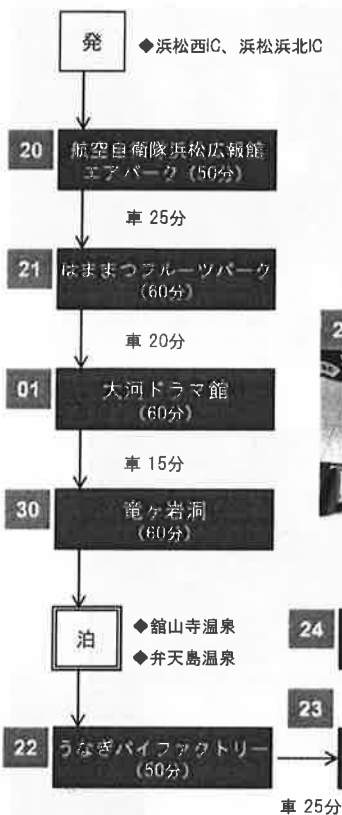 発
◆浜松西IC、浜松浜北IC
20
航空自衛隊浜松広報館
エアパーク (50分)
車 25分
21
はままつフルーツパーク
(60分)
車 20分
01
大河ドラマ館
(60分)
車 15分
30
竜ヶ岩洞
(60分)
泊
◆舘山寺温泉
◆弁天島温泉
24
23
22
うなぎパイファクトリー
(50分)
車 25分